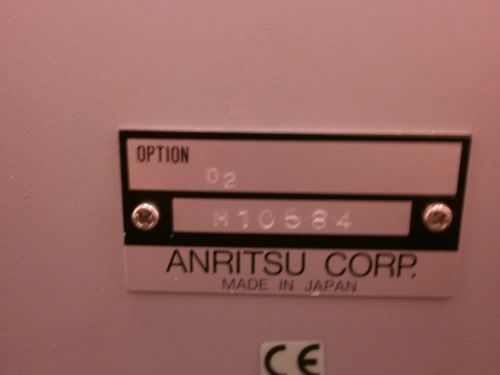 OPTION
02
M10584
ANRITSU CORP.
MADE IN JAPAN
CE